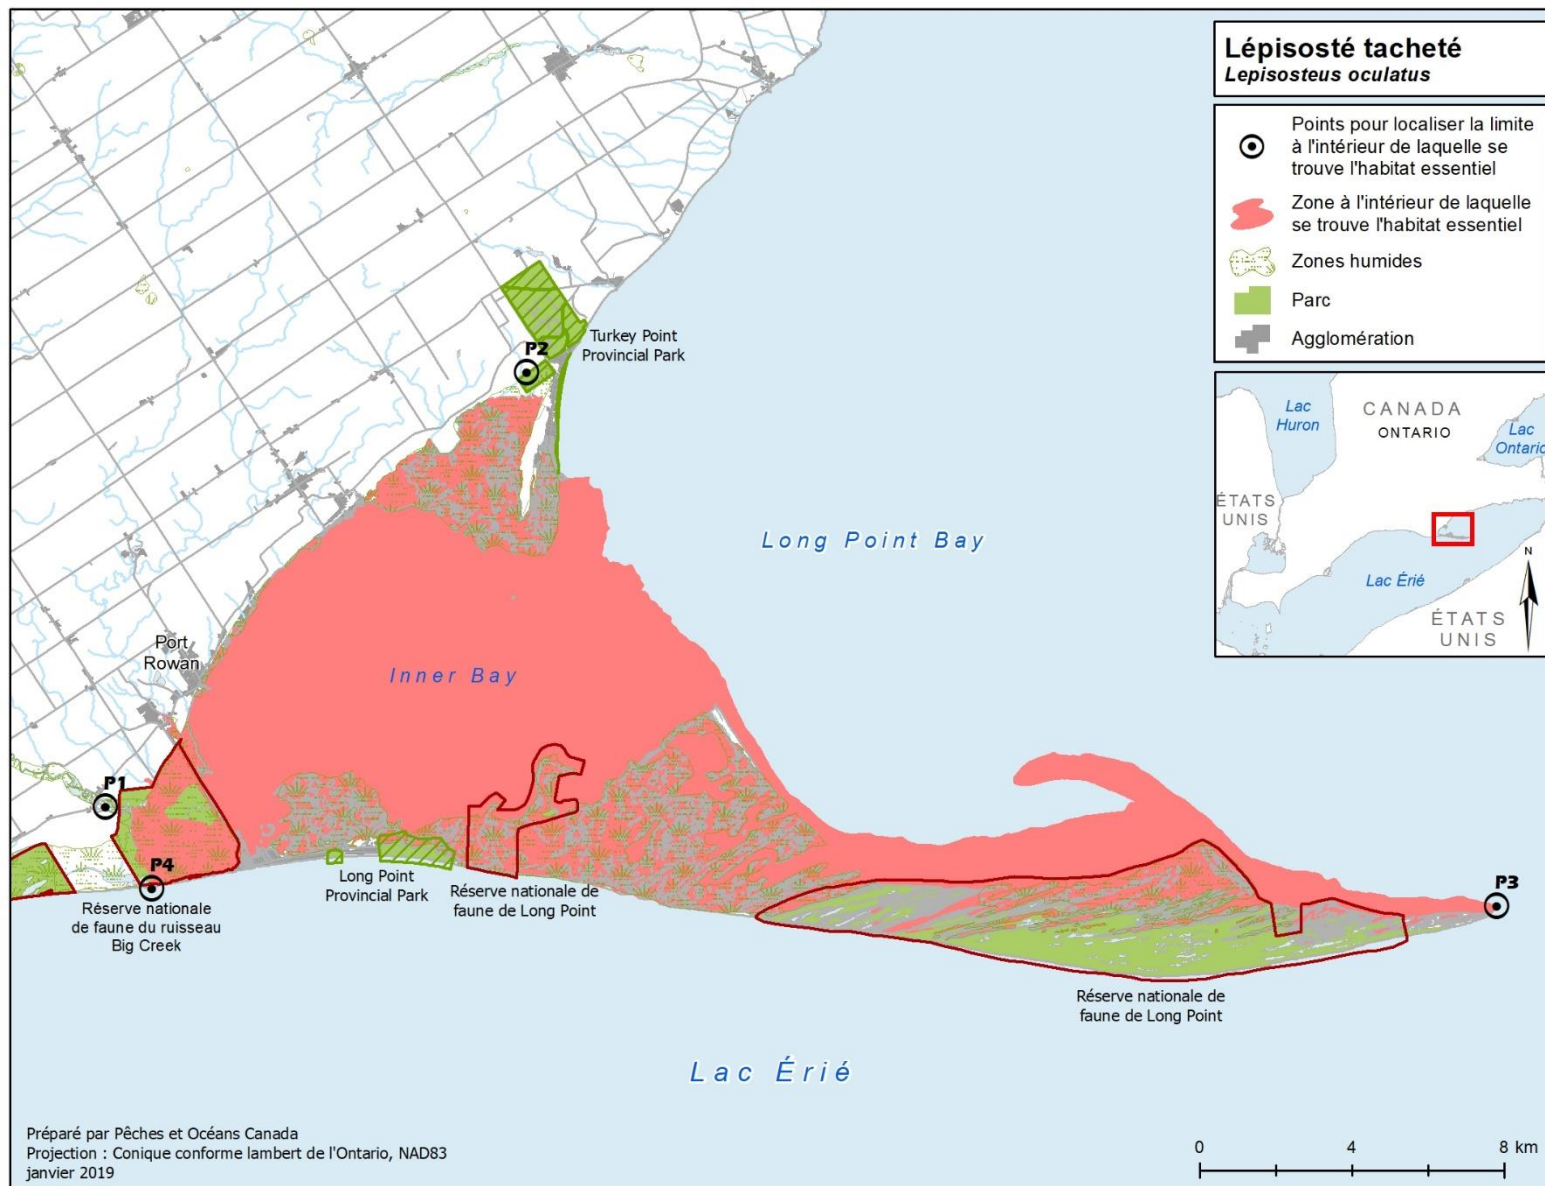 Lépisosté tacheté
Lepisosteus oculatus
Points pour localiser la limite
à l'intérieur de laquelle se
trouve l'habitat essentiel
Zone à l'intérieur de laquelle
se trouve l'habitat essentiel
Zones humides
Parc
Agglomération
Lac
Huron
CANADA
ONTARIO
Lac
Ontario
ÉTATS
UNIS
Lac Érié
ÉTATS
UNIS
N
P2
Turkey Point
Provincial Park
Long Point Bay
Port
Rowan
Inner Bay
P1
P4
Réserve nationale
de faune du ruisseau
Big Creek
Long Point
Provincial Park
Réserve nationale de
faune de Long Point
P3
Réserve nationale de
faune de Long Point
Lac Érié
Préparé par Pêches et Océans Canada
Projection : Conique conforme lambert de l'Ontario, NAD83
janvier 2019
0 4 8 km